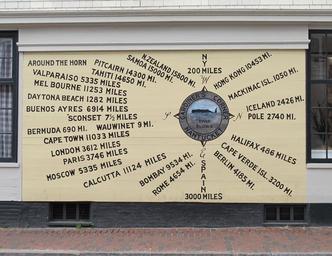 AROUND THE HORN
VALPARAISO 5335 MILES
MEL BOURNE 11253 MILES
DAYTONA BEACH 1282 MILES
BUENOS AYRES 6914 MILES
'SCONSET 7½ MILES
BERMUDA 690 MI. WAUWINET 9 MI.
CAPE TOWN 11033 MILES
LONDON 3612 MILES
PARIS 3746 MILES
MOSCOW 5335 MILES
CALCUTTA 11124 MILES
BOMBAY 9534 MI.
ROME 4654 MI.
PITCAIRN 14300 MI.
TAHITI 14650 MI.
SAMOA 15000 MI.
N.ZEALAND 15800 MI.
N
Y
200 MILES
W
HONG KONG 10453 MI.
MACKINAC ISL. 1050 MI.
ICELAND 2426 MI.
POLE 2740 MI.
NANTUCKET
HALIFAX 486 MILES
CAPE VERDE ISL. 3200 MI.
BERLIN 4185 MI.
SPAIN
3000 MILES